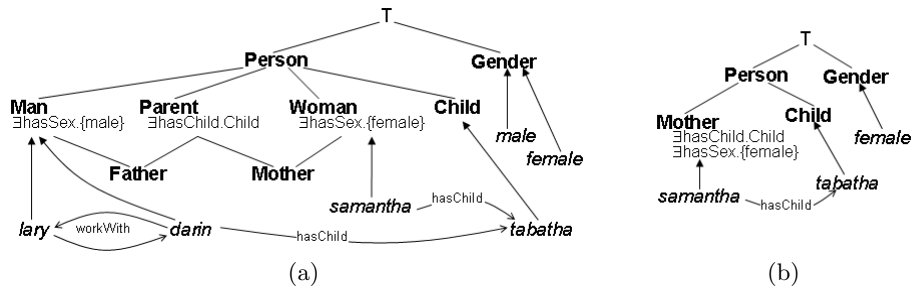 T
Person
Gender
Man
Parent
Woman
Child
∃hasSex.{male}
∃hasChild.Child
∃hasSex.{female}
male
female
Father
Mother
samantha
hasChild
lary
workWith
darin
hasChild
tabatha
(a)
T
Person
Gender
Mother
Child
∃hasChild.Child
∃hasSex.{female}
female
tabatha
samantha
hasChild
(b)